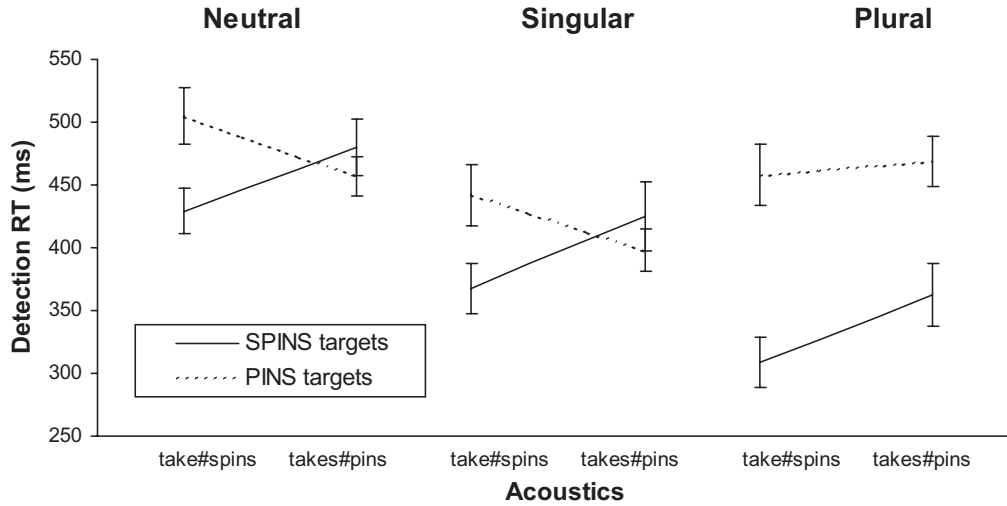 Neutral Singular Plural
Detection RT (ms)
550
500
450
400
350
300
250
SPINS targets
PINS targets
take#spins takes#pins take#spins takes#pins take#spins takes#pins
Acoustics